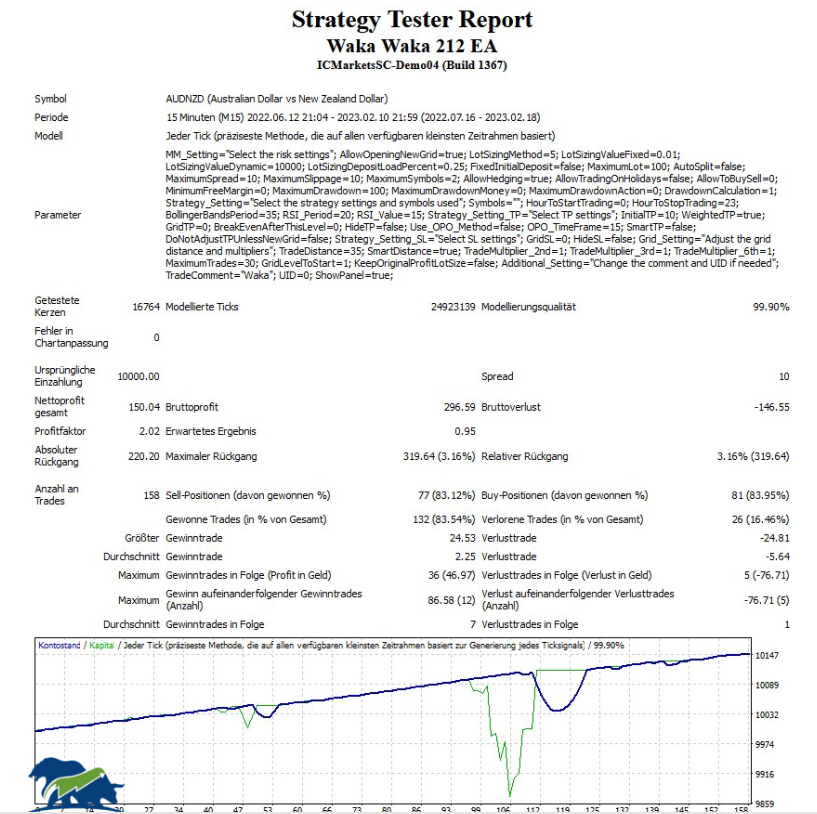 Strategy Tester Report
Waka Waka 212 EA
ICMarketsSC-Demo04 (Build 1367)
Symbol AUDNZD (Australian Dollar vs New Zealand Dollar)
Periode 15 Minuten (M15) 2022.06.12 21:04 - 2023.02.10 21:59 (2022.07.16 - 2023.02.18)
Modell Jeder Tick (präziseste Methode, die auf allen verfügbaren kleinsten Zeitrahmen basiert)
Parameter
MM_Setting="Select the risk settings"; AllowOpeningNewGrid=true; LotSizingMethod=5; LotSizingValueFixed=0.01;
LotSizingValueDynamic=10000; LotSizingDepositLoadPercent=0.25; FixedInitialDeposit=false; MaximumLot=100; AutoSplit=false;
MaximumSpread=10; MaximumSlippage=10; MaximumSymbols=2; AllowHedging=true; AllowTradingOnHolidays=false; AllowToBuySell=0;
MinimumFreeMargin=0; MaximumDrawdown=100; MaximumDrawdownMoney=0; MaximumDrawdownAction=0; DrawdownCalculation=1;
Strategy_Setting="Select the strategy settings and symbols used"; Symbols=""; HourToStartTrading=0; HourToStopTrading=23;
BollingerBandsPeriod=35; RSI_Period=20; RSI_Value=15; Strategy_Setting_TP="Select TP settings"; InitialTP=10; WeightedTP=true;
GridTP=0; BreakEvenAfterThisLevel=0; HideTP=false; Use_OPO_Method=false; OPO_TimeFrame=15; SmartTP=false;
DoNotAdjustTPUnlessNewGrid=false; Strategy_Setting_SL="Select SL settings"; GridSL=0; HideSL=false; Grid_Setting="Adjust the grid
distance and multipliers"; TradeDistance=35; SmartDistance=true; TradeMultiplier_2nd=1; TradeMultiplier_3rd=1; TradeMultiplier_6th=1;
MaximumTrades=30; GridLevelToStart=1; KeepOriginalProfitLotSize=false; Additional_Setting="Change the comment and UID if needed";
TradeComment="Waka"; UID=0; ShowPanel=true;
Getestete
Kerzen
16764 Modellierte Ticks 24923139 Modellierungsqualität 99.90%
Fehler in
Chartanpassung
0
Ursprüngliche
Einzahlung
10000.00 Spread 10
Nettoprofit
gesamt
150.04 Bruttoprofit 296.59 Bruttoverlust -146.55
Profitfaktor 2.02 Erwartetes Ergebnis 0.95
Absoluter
Rückgang
220.20 Maximaler Rückgang 319.64 (3.16%) Relativer Rückgang 3.16% (319.64)
Anzahl an
Trades
158 Sell-Positionen (davon gewonnen %) 77 (83.12%) Buy-Positionen (davon gewonnen %) 81 (83.95%)
Gewonne Trades (in % von Gesamt) 132 (83.54%) Verlorene Trades (in % von Gesamt) 26 (16.46%)
Größter Gewinntrade 24.53 Verlusttrade -24.81
Durchschnitt Gewinntrade 2.25 Verlusttrade -5.64
Maximum Gewinntrades in Folge (Profit in Geld) 36 (46.97) Verlusttrades in Folge (Verlust in Geld) 5 (-76.71)
Maximum Gewinn aufeinanderfolgender Gewinntrades
(Anzahl)
86.58 (12) Verlust aufeinanderfolgender Verlusttrades
(Anzahl)
-76.71 (5)
Durchschnitt Gewinntrades in Folge 7 Verlusttrades in Folge 1
Kontostand / Kapital / Jeder Tick (präziseste Methode, die auf allen verfügbaren kleinsten Zeitrahmen basiert zur Generierung jedes Ticksignals) / 99.90%
10147
10089
10032
9974
9916
9859
0 7 14 20 27 34 40 47 53 60 66 73 80 86 93 99 106 112 119 125 132 139 145 152 158